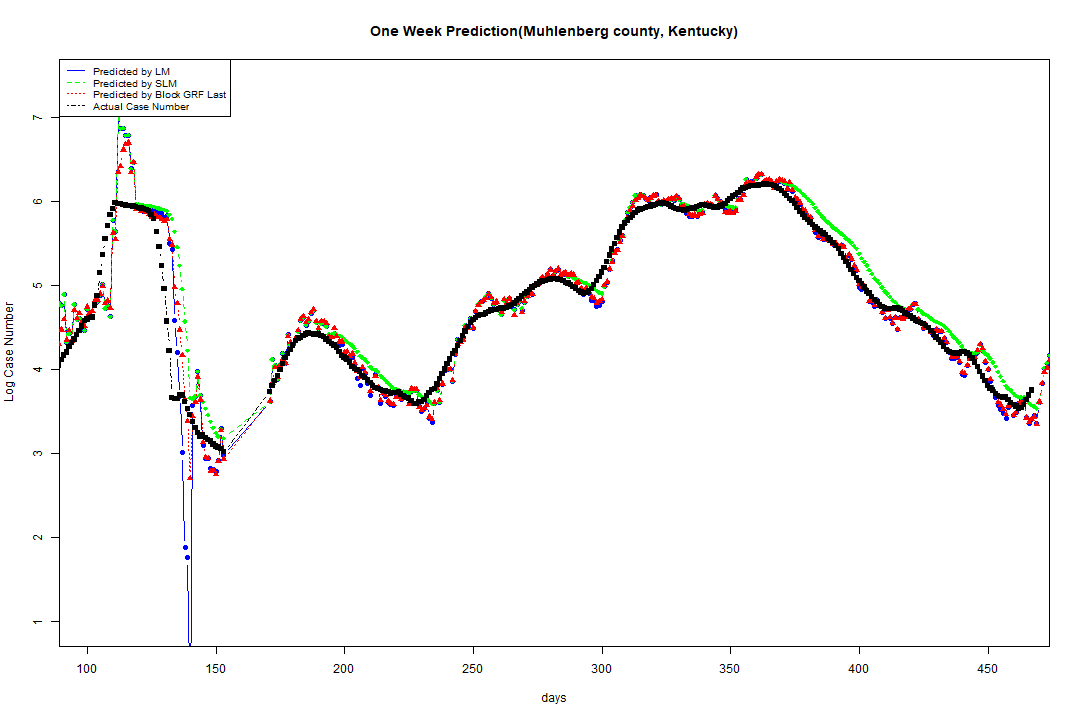 One Week Prediction(Muhlenberg county, Kentucky)
Predicted by LM
Predicted by SLM
Predicted by Block GRF Last
Actual Case Number
7
6
5
4
3
2
1
Log Case Number
100 150 200 250 300 350 400 450
days